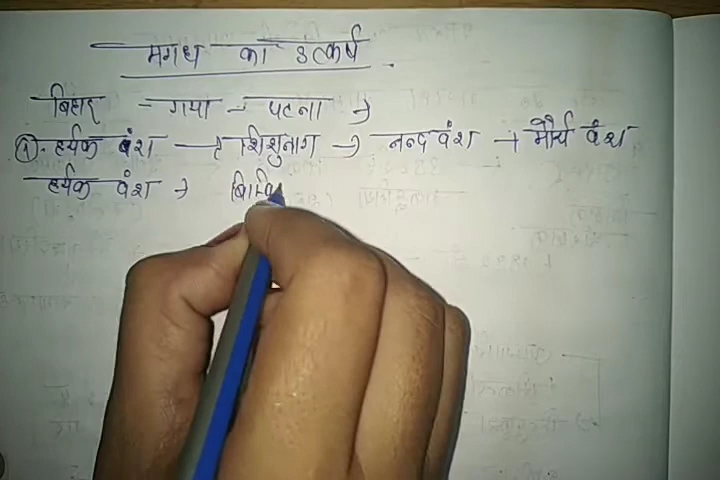 मगध का उत्कर्ष
बिहार - गया - पटना →
① हर्यक वंश → शिशुनाग → नन्द वंश → मौर्य वंश
हर्यक वंश →